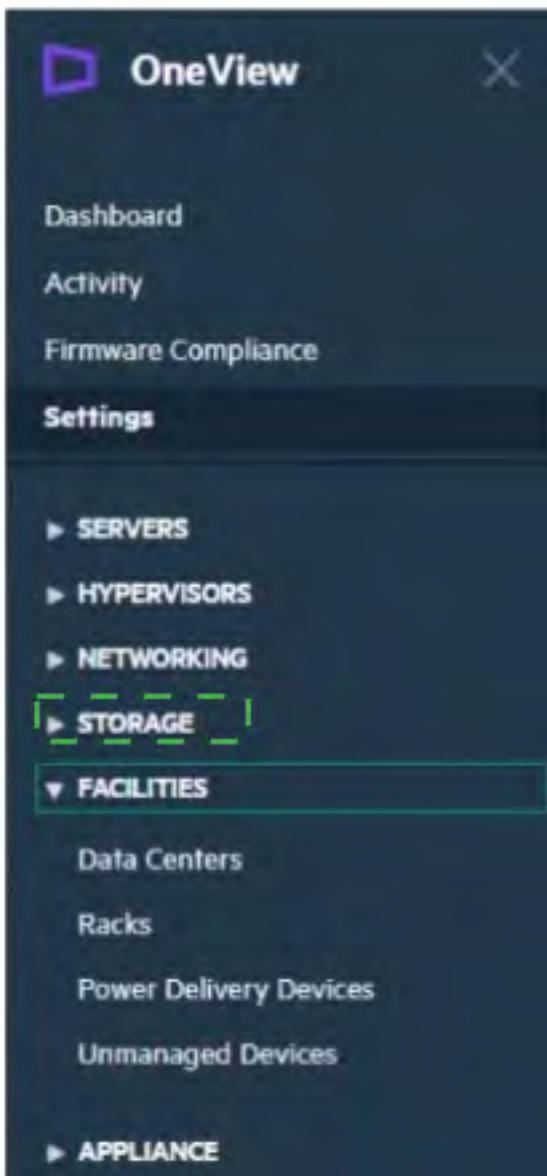 OneView
Dashboard
Activity
Firmware Compliance
Settings
SERVERS
HYPERVISORS
NETWORKING
STORAGE
FACILITIES
Data Centers
Racks
Power Delivery Devices
Unmanaged Devices
APPLIANCE